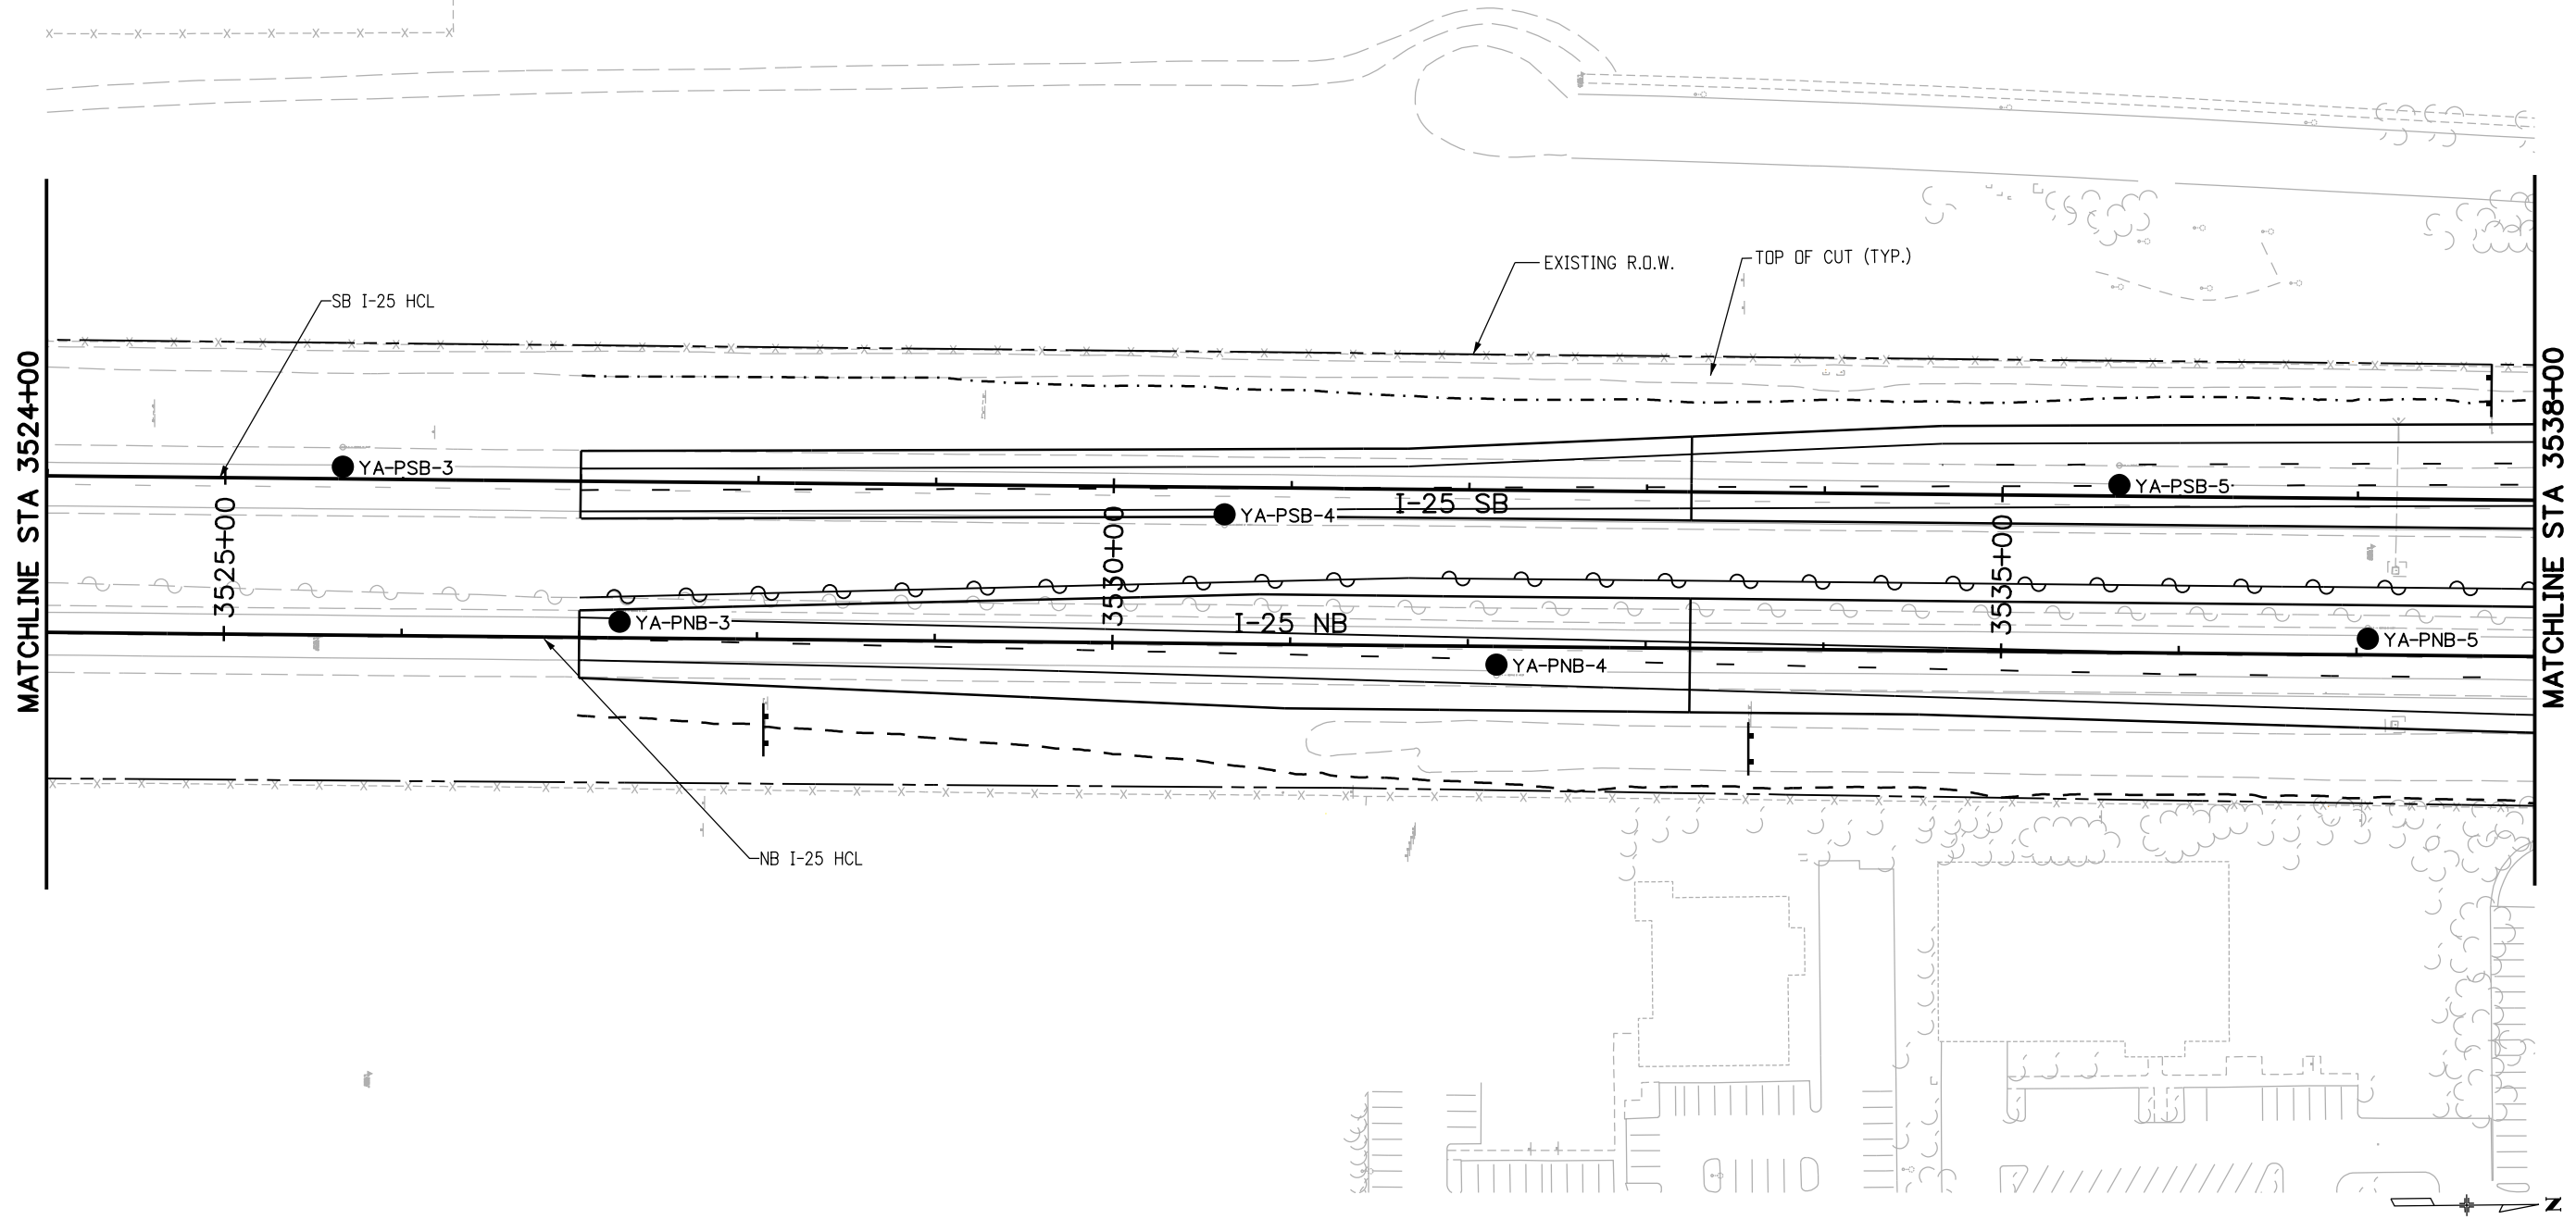 EXISTING R.O.W.
TOP OF CUT (TYP.)
SB I-25 HCL
MATCHLINE STA 3524+00
MATCHLINE STA 3538+00
YA-PSB-3
YA-PSB-5
I-25 SB
YA-PSB-4
3525+00
3530+00
3535+00
YA-PNB-3
I-25 NB
YA-PNB-5
YA-PNB-4
NB I-25 HCL
N